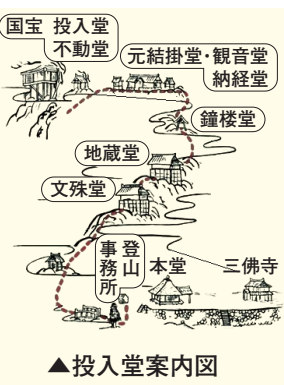 国宝 投入堂
不動堂
元結掛堂・観音堂
納経堂
鐘楼堂
地蔵堂
文殊堂
登山
事務所
本堂
三佛寺
▲投入堂案内図